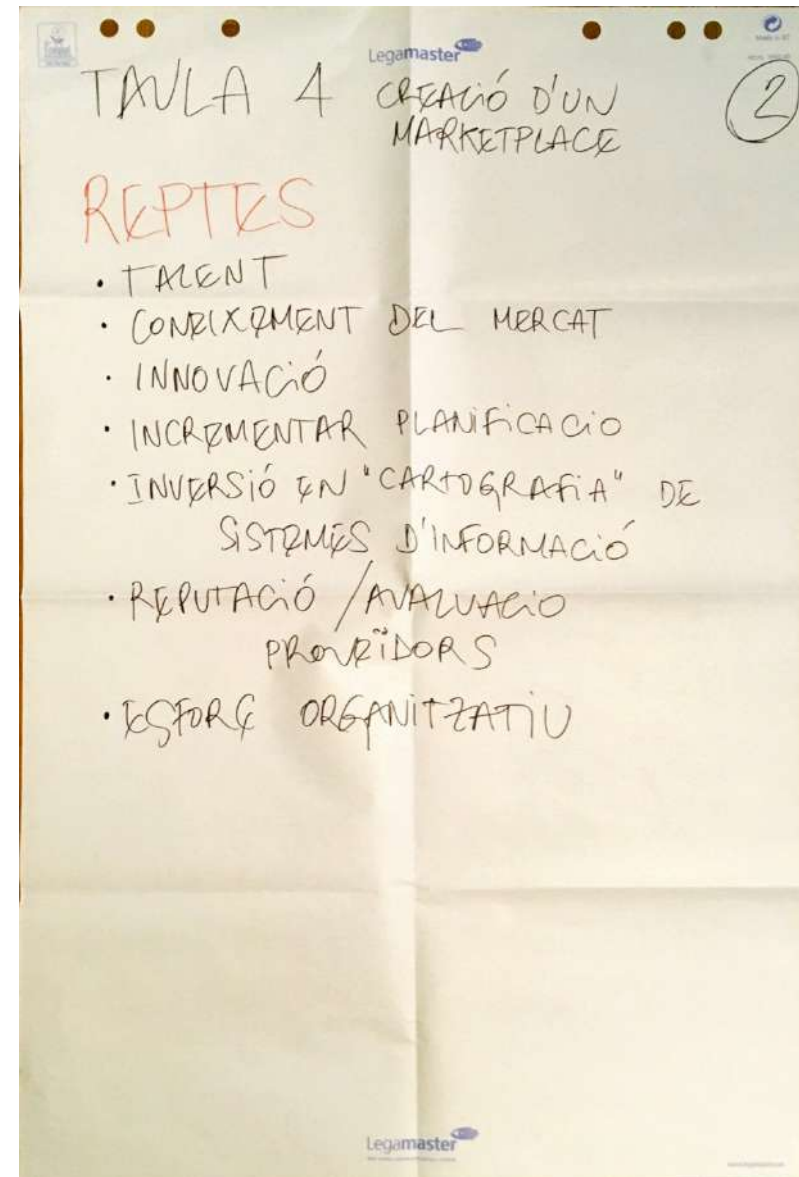 Legamaster
TAULA 4 CREACIÓ D'UN
MARKETPLACE
2
REPTES
· TALENT
· CONEIXEMENT DEL MERCAT
· INNOVACIÓ
· INCREMENTAR PLANIFICACIO
· INVERSIÓ EN "CARTOGRAFIA" DE
SISTEMES D'INFORMACIÓ
· REPUTACIÓ / AVALUACIO
PROVEÏDORS
· ESFORÇ ORGANITZATIU
Legamaster